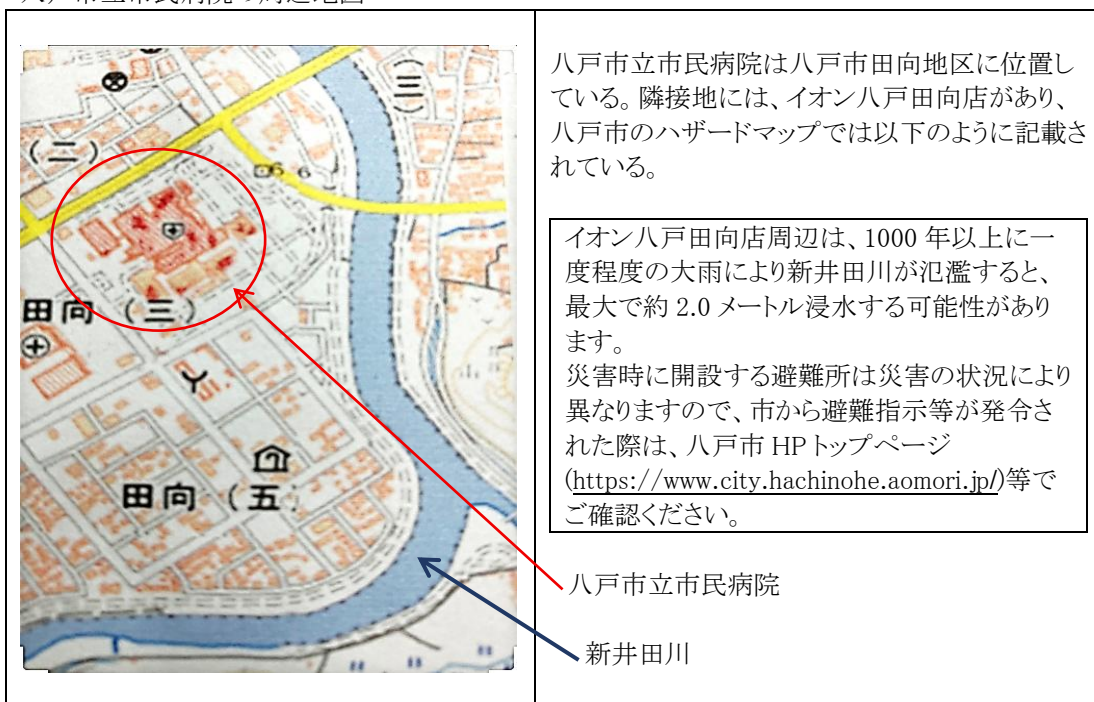 (二)
(三)
66
田向(三)
田向(五)
八戸市立市民病院は八戸市田向地区に位置し
ている。隣接地には、イオン八戸田向店があり、
八戸市のハザードマップでは以下のように記載さ
れている。
イオン八戸田向店周辺は、1000 年以上に一
度程度の大雨により新井田川が氾濫すると、
最大で約 2.0 メートル浸水する可能性があり
ます。
災害時に開設する避難所は災害の状況により
異なりますので、市から避難指示等が発令さ
れた際は、八戸市 HPトップページ
(https://www.city.hachinohe.aomori.jp/)等で
ご確認ください。
八戸市立市民病院
新井田川